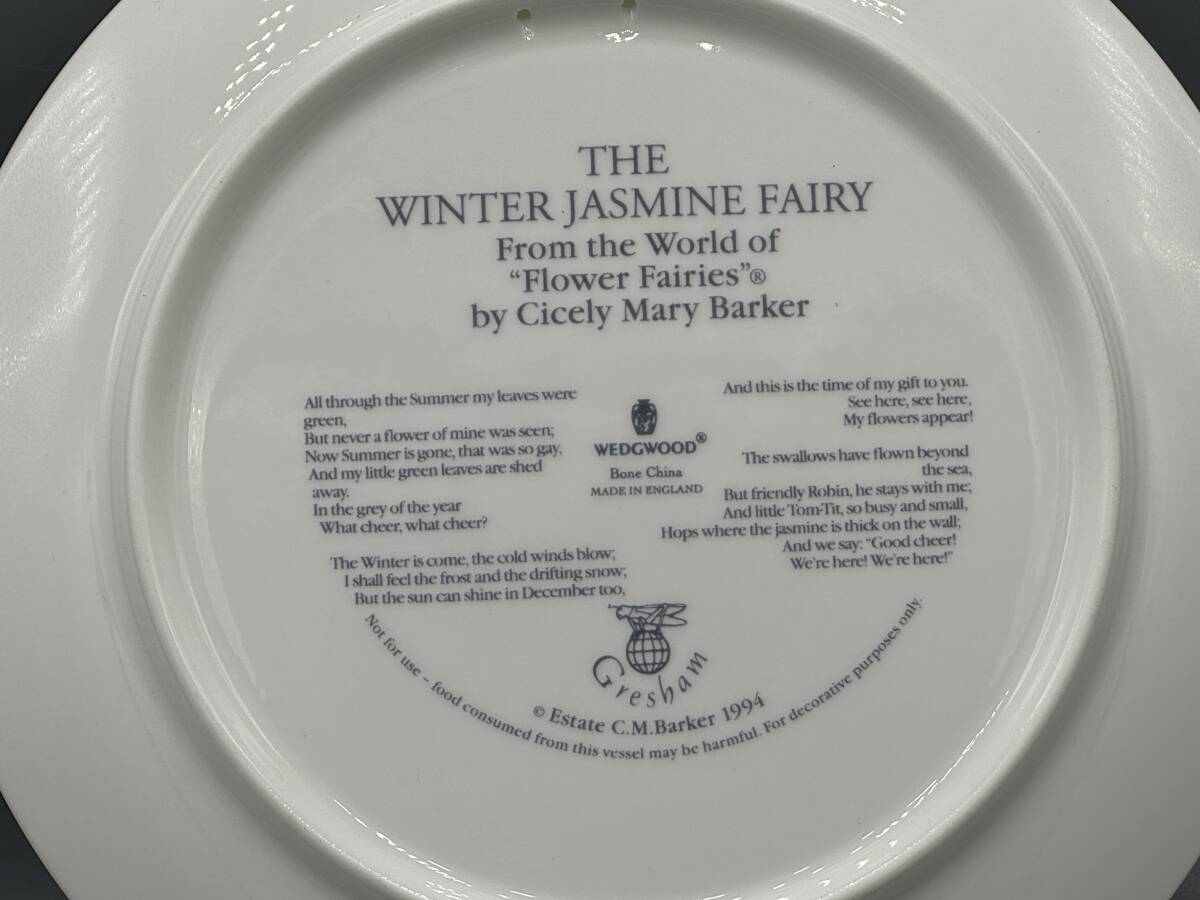 THE
WINTER JASMINE FAIRY
From the World of
“Flower Fairies”®
by Cicely Mary Barker
All through the Summer my leaves were
green,
But never a flower of mine was seen;
Now Summer is gone, that was so gay,
And my little green leaves are shed
away.
In the grey of the year
What cheer, what cheer?
The Winter is come, the cold winds blow;
I shall feel the frost and the drifting snow;
But the sun can shine in December too,
WEDGWOOD®
Bone China
MADE IN ENGLAND
And this is the time of my gift to you.
See here, see here,
My flowers appear!
The swallows have flown beyond
the sea,
But friendly Robin, he stays with me;
And little Tom-Tit, so busy and small,
Hops where the jasmine is thick on the wall;
And we say: “Good cheer!
We're here! We're here!”
Gresham
© Estate C.M.Barker 1994
Not for use – food consumed from this vessel may be harmful. For decorative purposes only.